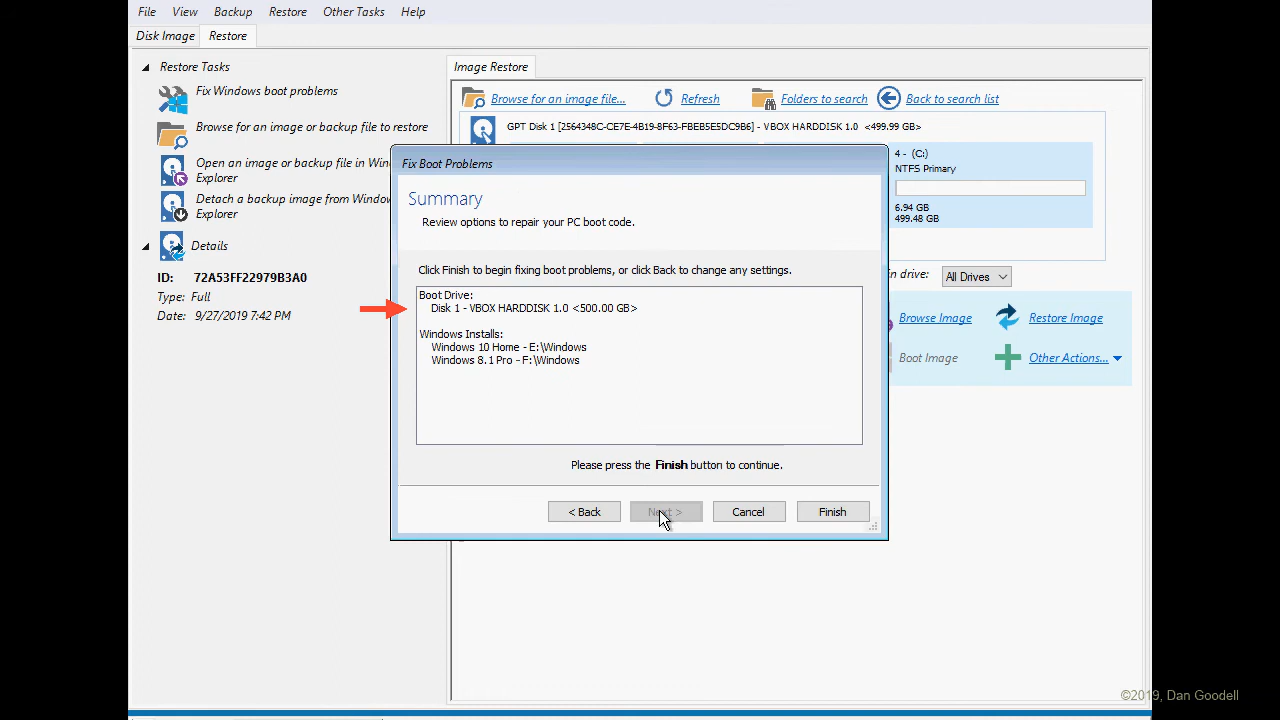 File View Backup Restore Other Tasks Help
Disk Image Restore
Restore Tasks
Fix Windows boot problems
Browse for an image or backup file to restore
Open an image or backup file in Win
Explorer
Detach a backup image from Window
Explorer
Details
ID: 72A53FF22979B3A0
Type: Full
Date: 9/27/2019 7:42 PM
Image Restore
Browse for an image file... Refresh Folders to search Back to search list
GPT Disk 1 [2564348C-CE7E-4B19-8F63-FBEB5E5DC9B6] - VBOX HARDDISK 1.0 <499.99 GB>
4 - (C:)
NTFS Primary
6.94 GB
499.48 GB
in drive: All Drives
Browse Image Restore Image
Boot Image Other Actions...
Fix Boot Problems
Summary
Review options to repair your PC boot code.
Click Finish to begin fixing boot problems, or click Back to change any settings.
Boot Drive:
Disk 1 - VBOX HARDDISK 1.0 <500.00 GB>
Windows Installs:
Windows 10 Home - E:\Windows
Windows 8.1 Pro - F:\Windows
Please press the Finish button to continue.
< Back Next > Cancel Finish
©2019, Dan Goodell